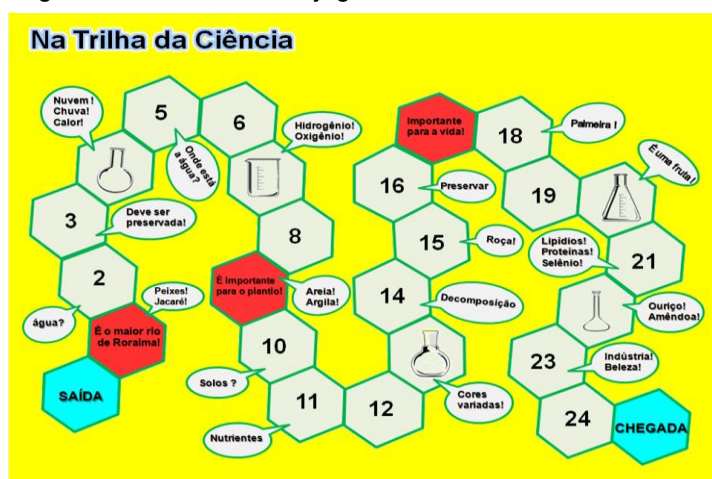 Na Trilha da Ciência
SAÍDA
É o maior rio
de Roraima!
Peixes!
Jacaré!
2
água?
3
Deve ser
preservada!
Nuvem !
Chuva!
Calor!
5
Onde está
a água?
6
Hidrogênio!
Oxigênio!
8
É importante
para o plantio!
Areia!
Argila!
10
Solos ?
11
Nutrientes
12
Cores
variadas!
14
Decomposição
15
Roça!
16
Preservar
Importante
para a vida!
18
Palmeira !
19
É uma fruta !
21
Lipídios!
Proteínas!
Selênio!
Ouriço!
Amêndoa!
23
Indùstria!
Beleza!
24
CHEGADA